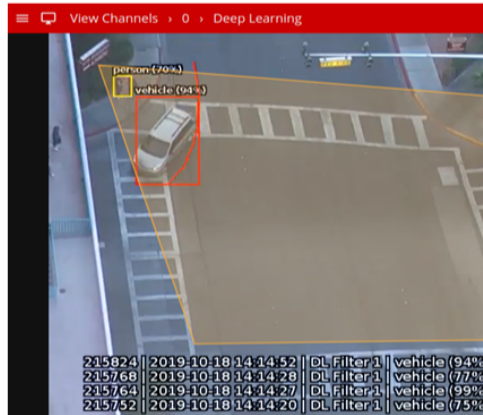 View Channels › 0 › Deep Learning
person (70%)
vehicle (94%)
215824 | 2019-10-18 14:14:52 | DL Filter 1 | vehicle (94%
215768 | 2019-10-18 14:14:28 | DL Filter 1 | vehicle (77%
215764 | 2019-10-18 14:14:27 | DL Filter 1 | vehicle (99%
215752 | 2019-10-18 14:14:20 | DL Filter 1 | vehicle (75%